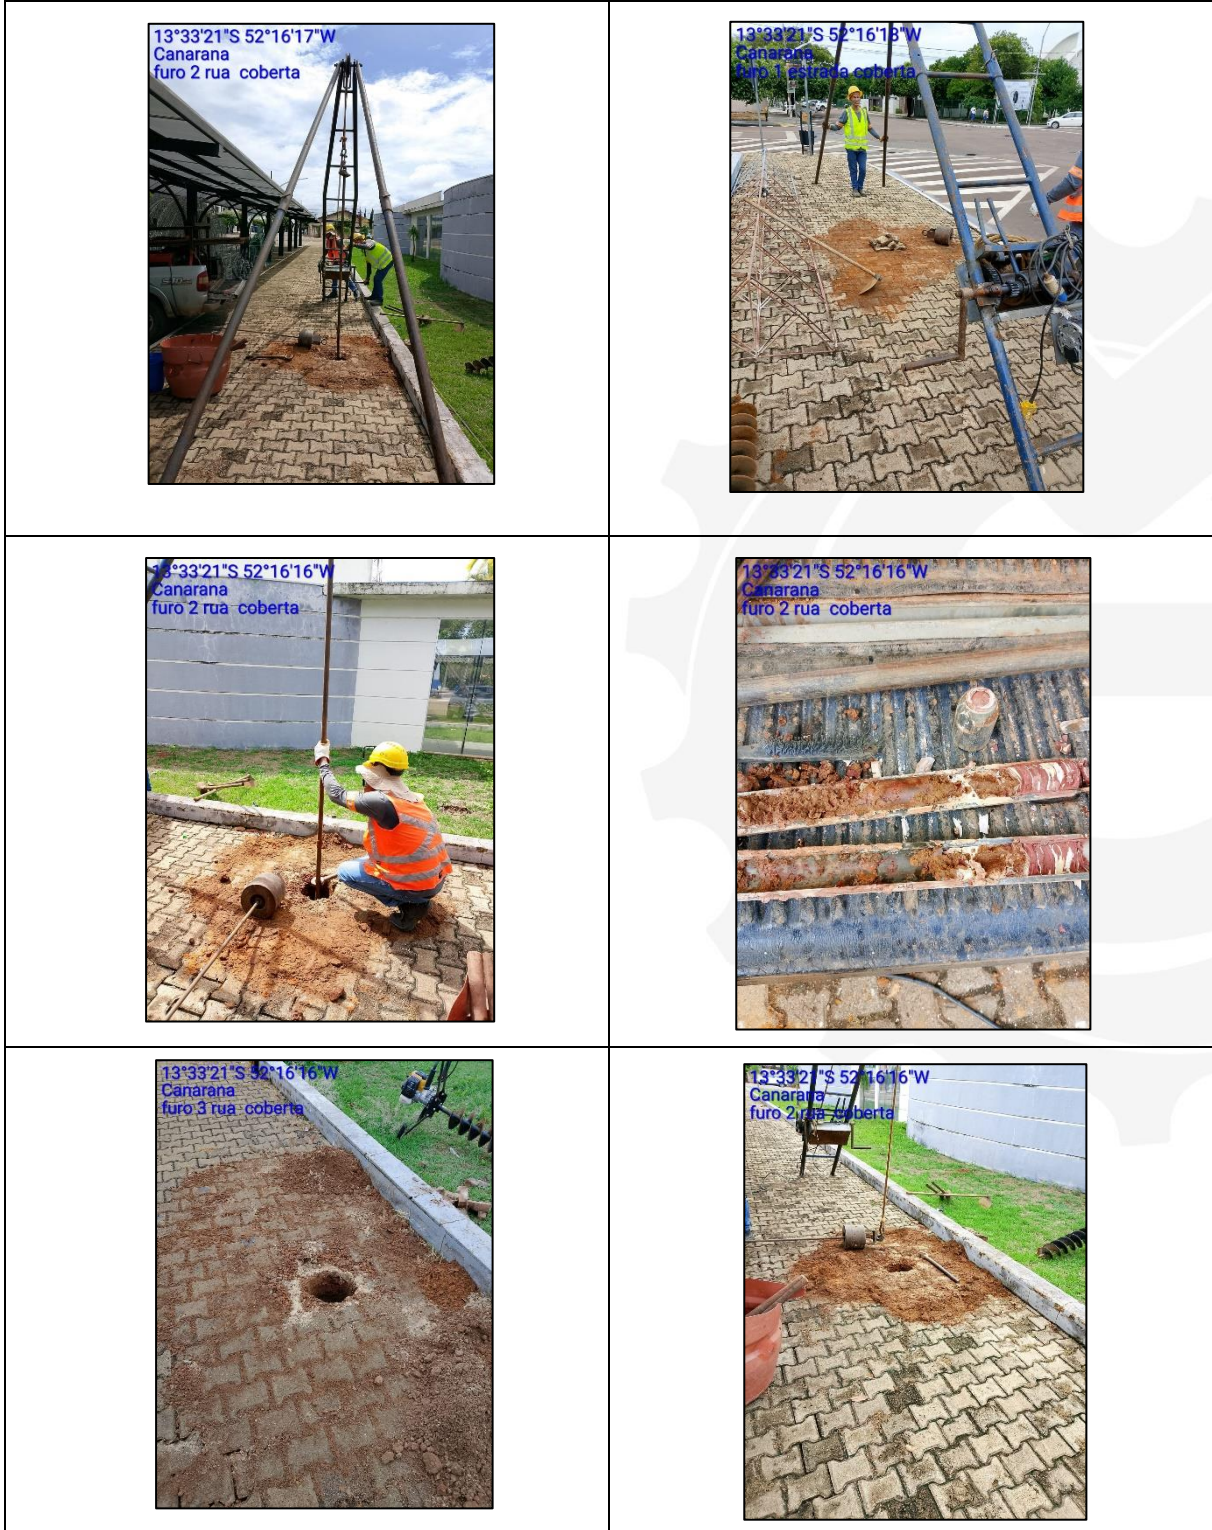 13°33'21"S 52°16'17"W
Canarana
furo 2 rua coberta
13°33'21"S 52°16'18"W
Canarana
furo 1 estrada coberta
13°33'21"S 52°16'16"W
Canarana
furo 2 rua coberta
13°33'21"S 52°16'16"W
Canarana
furo 2 rua coberta
13°33'21"S 52°16'16"W
Canarana
furo 3 rua coberta
13°33'21"S 52°16'16"W
Canarana
furo 2 rua coberta